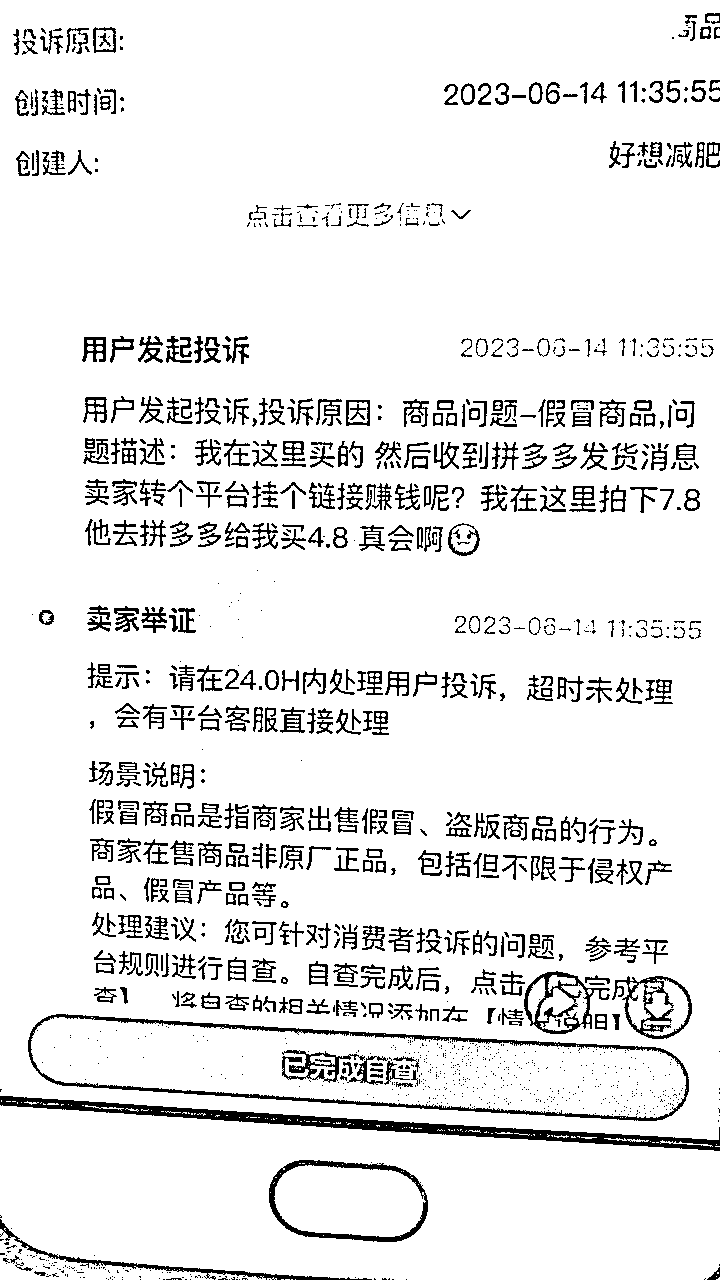 投诉原因:
商品
创建时间:
2023-06-14 11:35:55
创建人:
好想减肥
点击查看更多信息
用户发起投诉
2023-06-14 11:35:55
用户发起投诉,投诉原因：商品问题-假冒商品,问
题描述：我在这里买的 然后收到拼多多发货消息
卖家转个平台挂个链接赚钱呢？我在这里拍下7.8
他去拼多多给我买4.8 真会啊
卖家举证
2023-06-14 11:35:55
提示：请在24.0H内处理用户投诉，超时未处理
，会有平台客服直接处理
场景说明：
假冒商品是指商家出售假冒、盗版商品的行为。
商家在售商品非原厂正品，包括但不限于侵权产
品、假冒产品等。
处理建议：您可针对消费者投诉的问题，参考平
台规则进行自查。自查完成后，点击【已完成自
查】，将自查的相关情况添加在【情况说明】
已完成自查